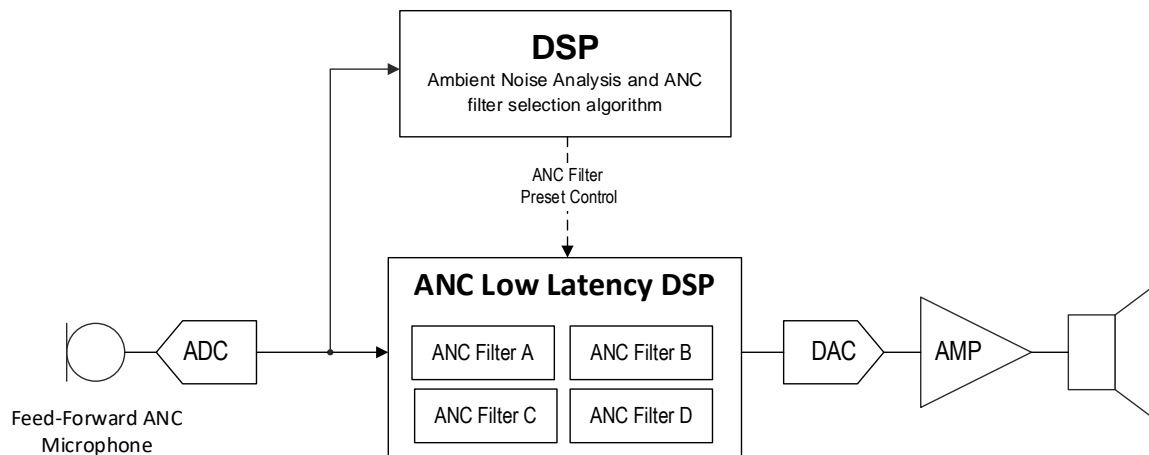 DSP
Ambient Noise Analysis and ANC
filter selection algorithm
ANC Filter
Preset Control
ANC Low Latency DSP
ADC
ANC Filter A
ANC Filter B
DAC
AMP
ANC Filter C
ANC Filter D
Feed-Forward ANC
Microphone